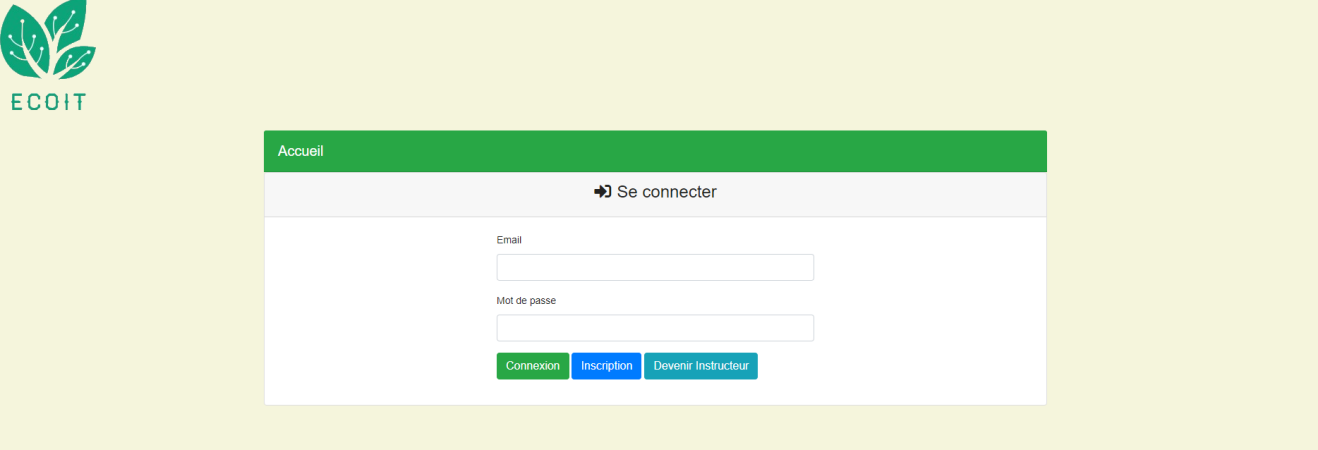 ECOIT
Accueil
Se connecter
Email
Mot de passe
Connexion Inscription Devenir Instructeur